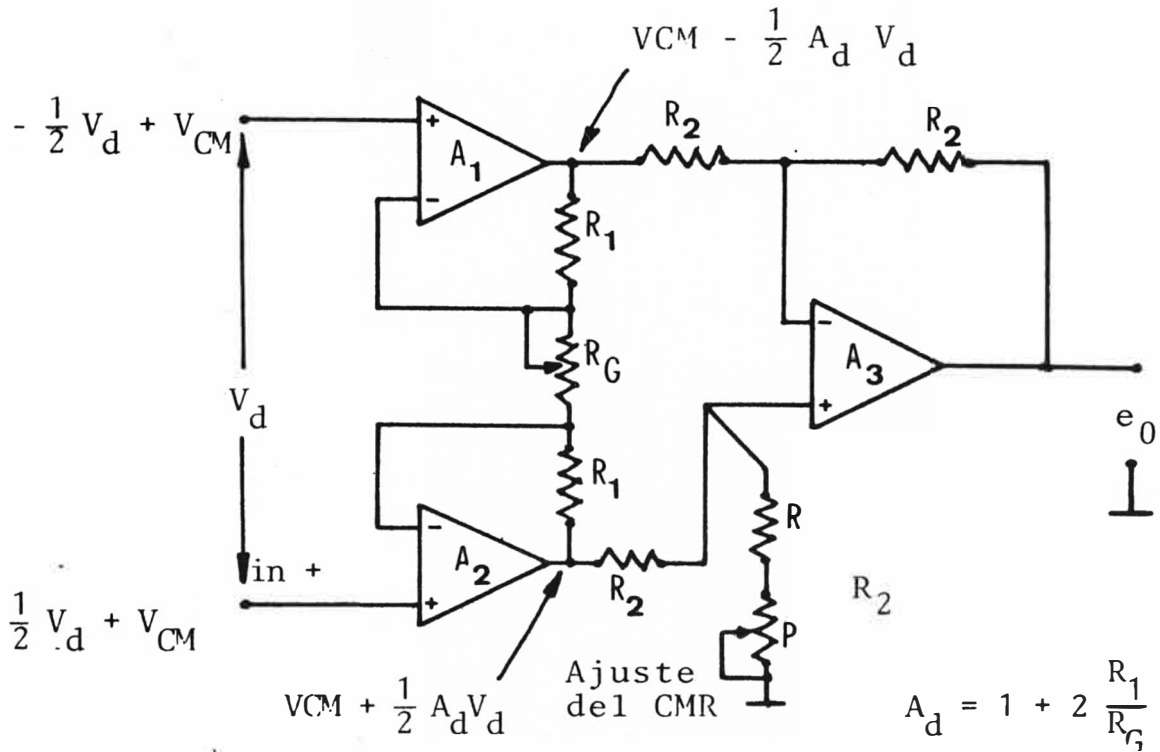 VCM - 1/2 A_d V_d
- 1/2 V_d + V_CM
+
A_1
-
R_2
R_2
R_1
R_G
V_d
-
A_3
+
e_0
R_1
-
A_2
+
in +
1/2 V_d + V_CM
R_2
R
P
R_2
Ajuste
del CMR
VCM + 1/2 A_d V_d
A_d = 1 + 2 R_1/R_G